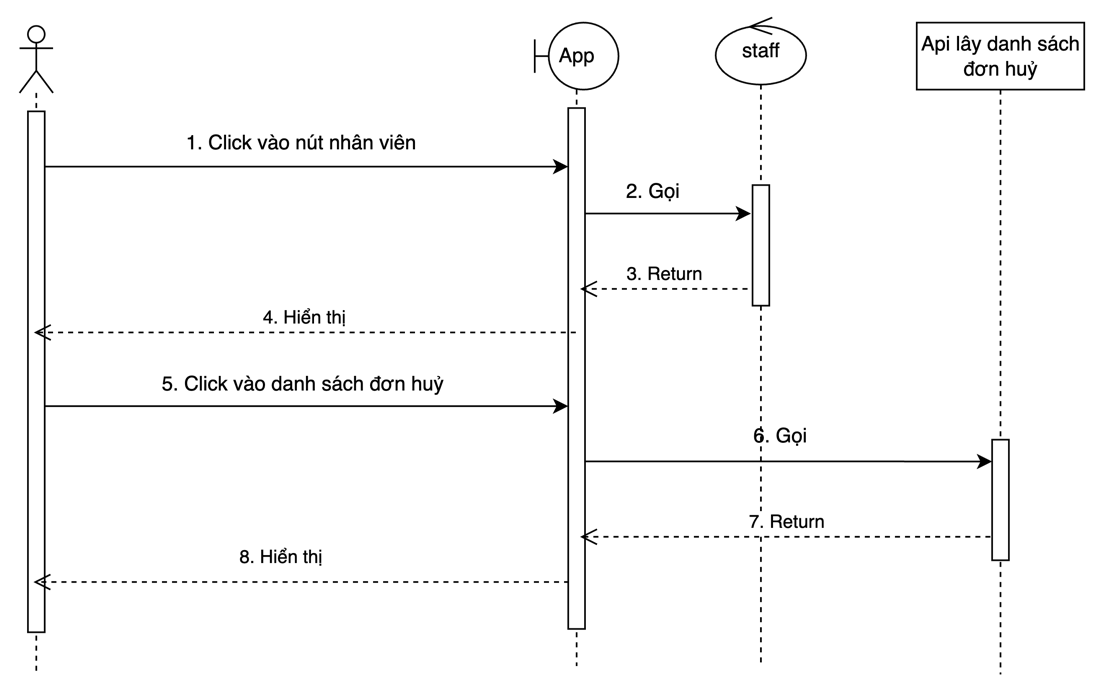 App
staff
Api lây danh sách
đơn huỷ
1. Click vào nút nhân viên
2. Gọi
3. Return
4. Hiển thị
5. Click vào danh sách đơn huỷ
6. Gọi
7. Return
8. Hiển thị